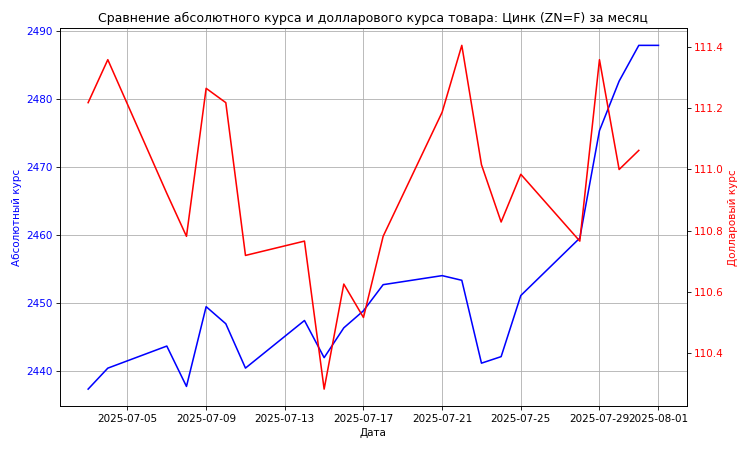 Сравнение абсолютного курса и долларового курса товара: Цинк (ZN=F) за месяц
2490
2480
2470
2460
2450
2440
Абсолютный курс
111.4
111.2
111.0
110.8
110.6
110.4
Долларовый курс
2025-07-05 2025-07-09 2025-07-13 2025-07-17 2025-07-21 2025-07-25 2025-07-29 2025-08-01
Дата